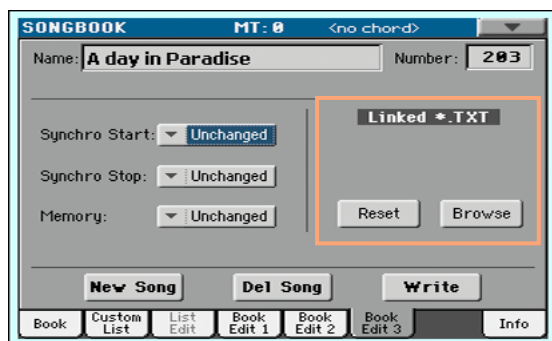 SONGBOOK MT: 0 <no chord>
Name: A day in Paradise Number: 203
Linked *.TXT
Synchro Start: Unchanged
Synchro Stop: Unchanged
Memory: Unchanged Reset Browse
New Song Del Song Write
Book Custom List List Edit Book Edit 1 Book Edit 2 Book Edit 3 Info